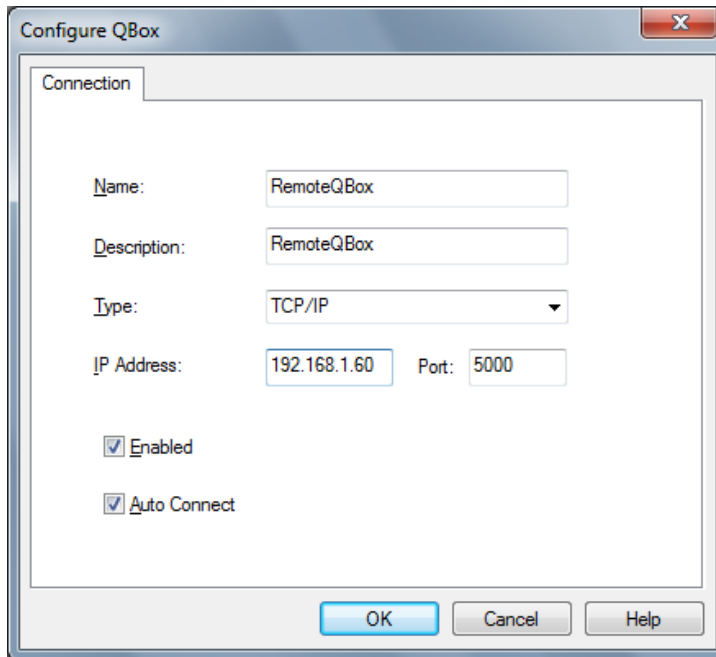 Configure QBox
Connection
Name: RemoteQBox
Description: RemoteQBox
Type: TCP/IP
IP Address: 192.168.1.60 Port: 5000
Enabled
Auto Connect
OK Cancel Help